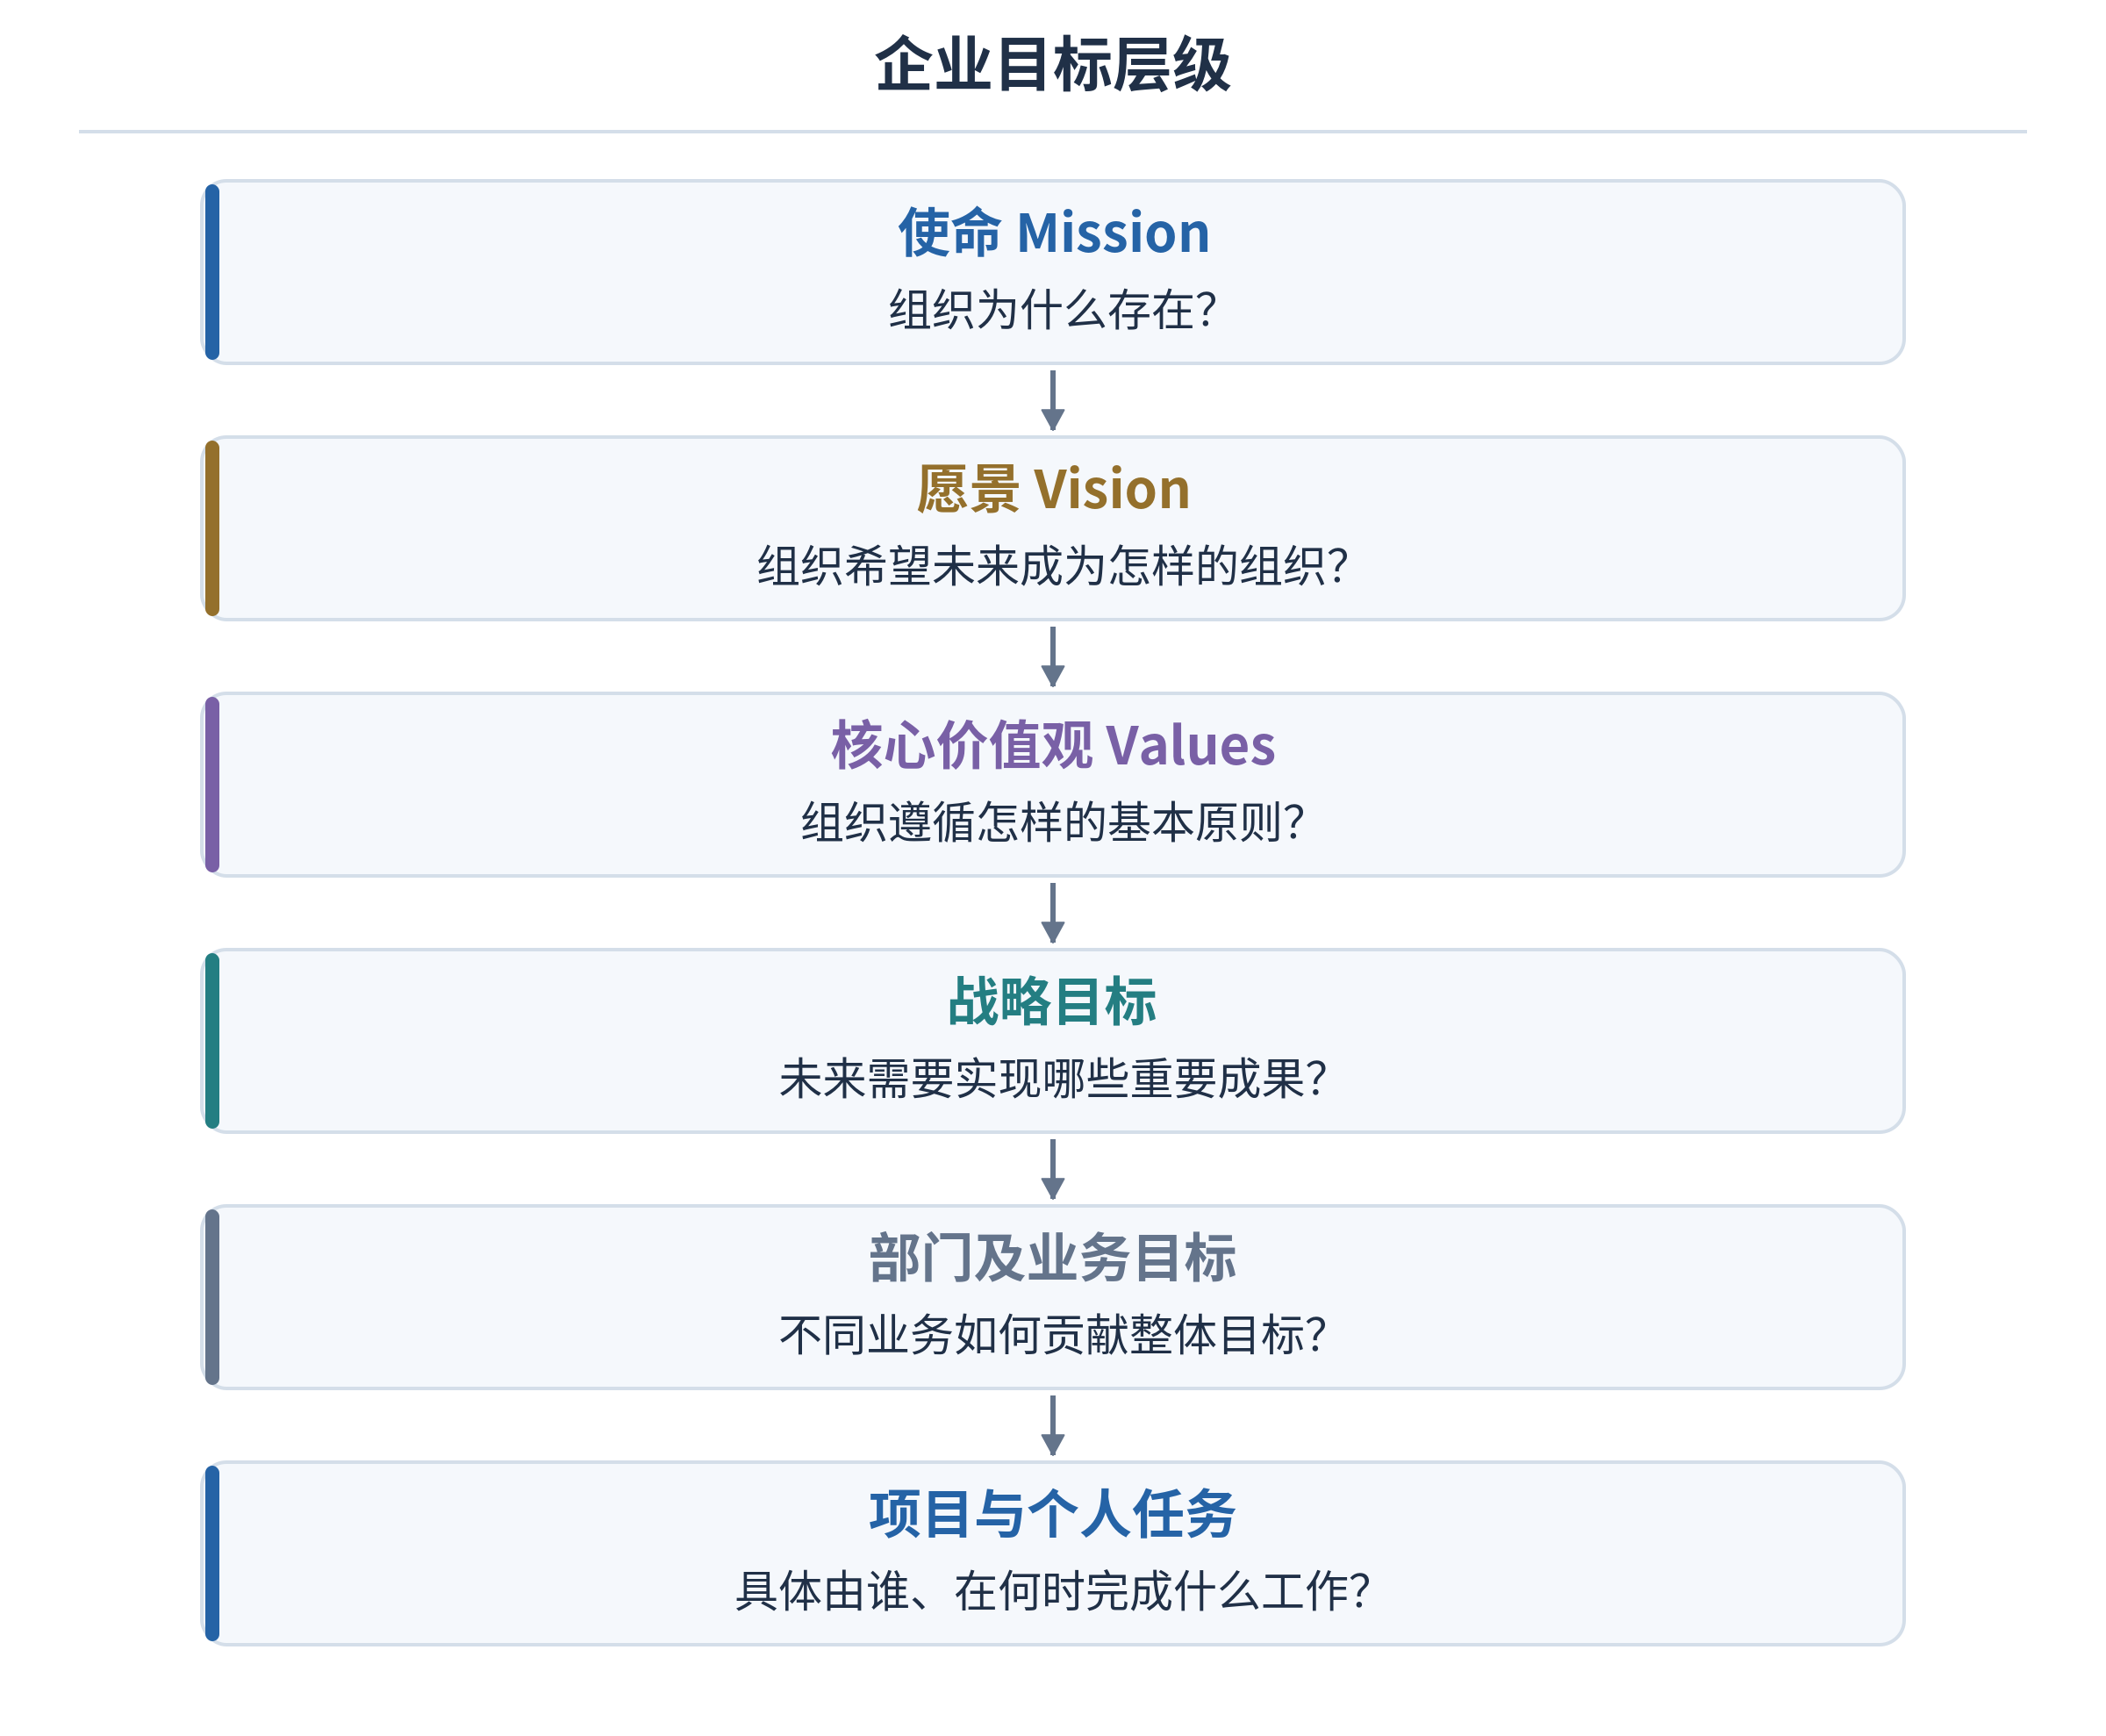 企业目标层级
使命 Mission
组织为什么存在？
愿景 Vision
组织希望未来成为怎样的组织？
核心价值观 Values
组织遵循怎样的基本原则？
战略目标
未来需要实现哪些重要成果？
部门及业务目标
不同业务如何贡献整体目标？
项目与个人任务
具体由谁、在何时完成什么工作？